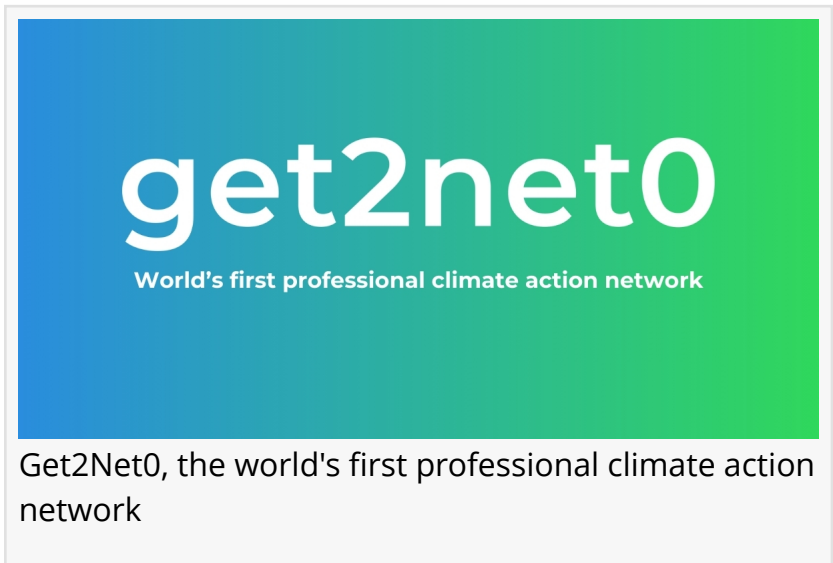 get2net0
World’s first professional climate action network
Get2Net0, the world's first professional climate action
network